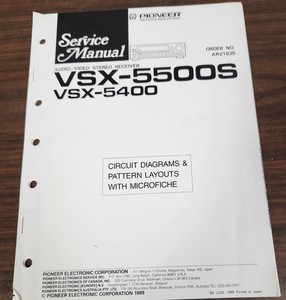 PIONEER
Service
Manual
ORDER NO.
ARZ1835
AUDIO/VIDEO STEREO RECEIVER
VSX-5500S
VSX-5400
CIRCUIT DIAGRAMS &
PATTERN LAYOUTS
WITH MICROFICHE
PIONEER ELECTRONIC CORPORATION
PIONEER ELECTRONICS SERVICE INC.
PIONEER ELECTRONICS OF CANADA, INC.
PIONEER ELECTRONIC [EUROPE] N.V.
PIONEER ELECTRONICS AUSTRALIA PTY. LTD.
PIONEER ELECTRONIC CORPORATION 1989